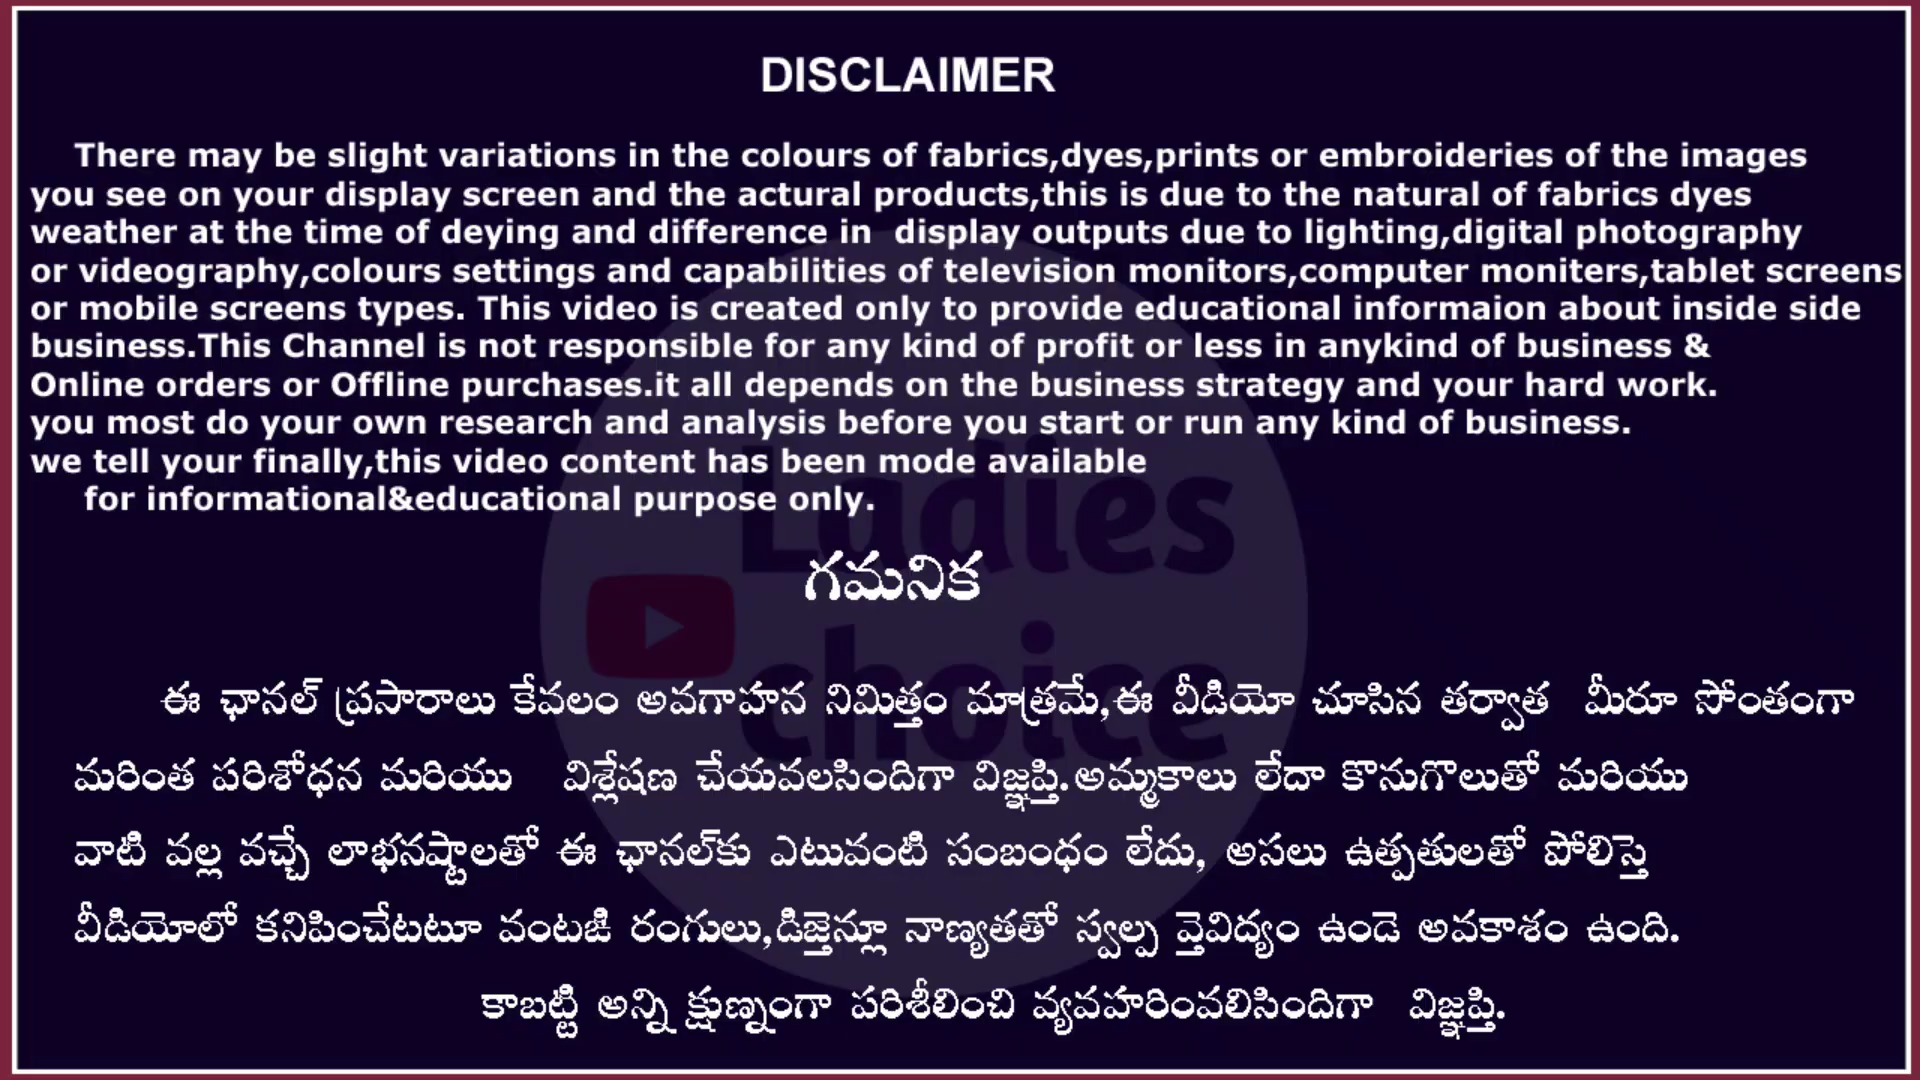 DISCLAIMER
There may be slight variations in the colours of fabrics,dyes,prints or embroideries of the images
you see on your display screen and the actural products,this is due to the natural of fabrics dyes
weather at the time of deying and difference in display outputs due to lighting,digital photography
or videography,colours settings and capabilities of television monitors,computer moniters,tablet screens
or mobile screens types. This video is created only to provide educational informaion about inside side
business.This Channel is not responsible for any kind of profit or less in anykind of business &
Online orders or Offline purchases.it all depends on the business strategy and your hard work.
you most do your own research and analysis before you start or run any kind of business.
we tell your finally,this video content has been mode available
for informational&educational purpose only.
Ladies
గమనిక
choice
ఈ ఛానల్ ప్రసారాలు కేవలం అవగాహన నిమిత్తం మాత్రమే,ఈ వీడియో చూసిన తర్వాత మీరూ సోంతంగా
మరింత పరిశోధన మరియు విశ్లేషణ చేయవలసిందిగా విజ్ఞప్తి.అమ్మకాలు లేదా కొనుగొలుతో మరియు
వాటి వల్ల వచ్చే లాభనష్టాలతో ఈ ఛానల్‌కు ఎటువంటి సంబంధం లేదు, అసలు ఉత్పతులతో పోలిస్తె
వీడియోలో కనిపించేటటూ వంటజి రంగులు,డిజైన్లూ నాణ్యతతో స్వల్ప వైవిద్యం ఉండె అవకాశం ఉంది.
కాబట్టి అన్ని క్షుణ్నంగా పరిశీలించి వ్యవహరింవలిసిందిగా విజ్ఞప్తి.